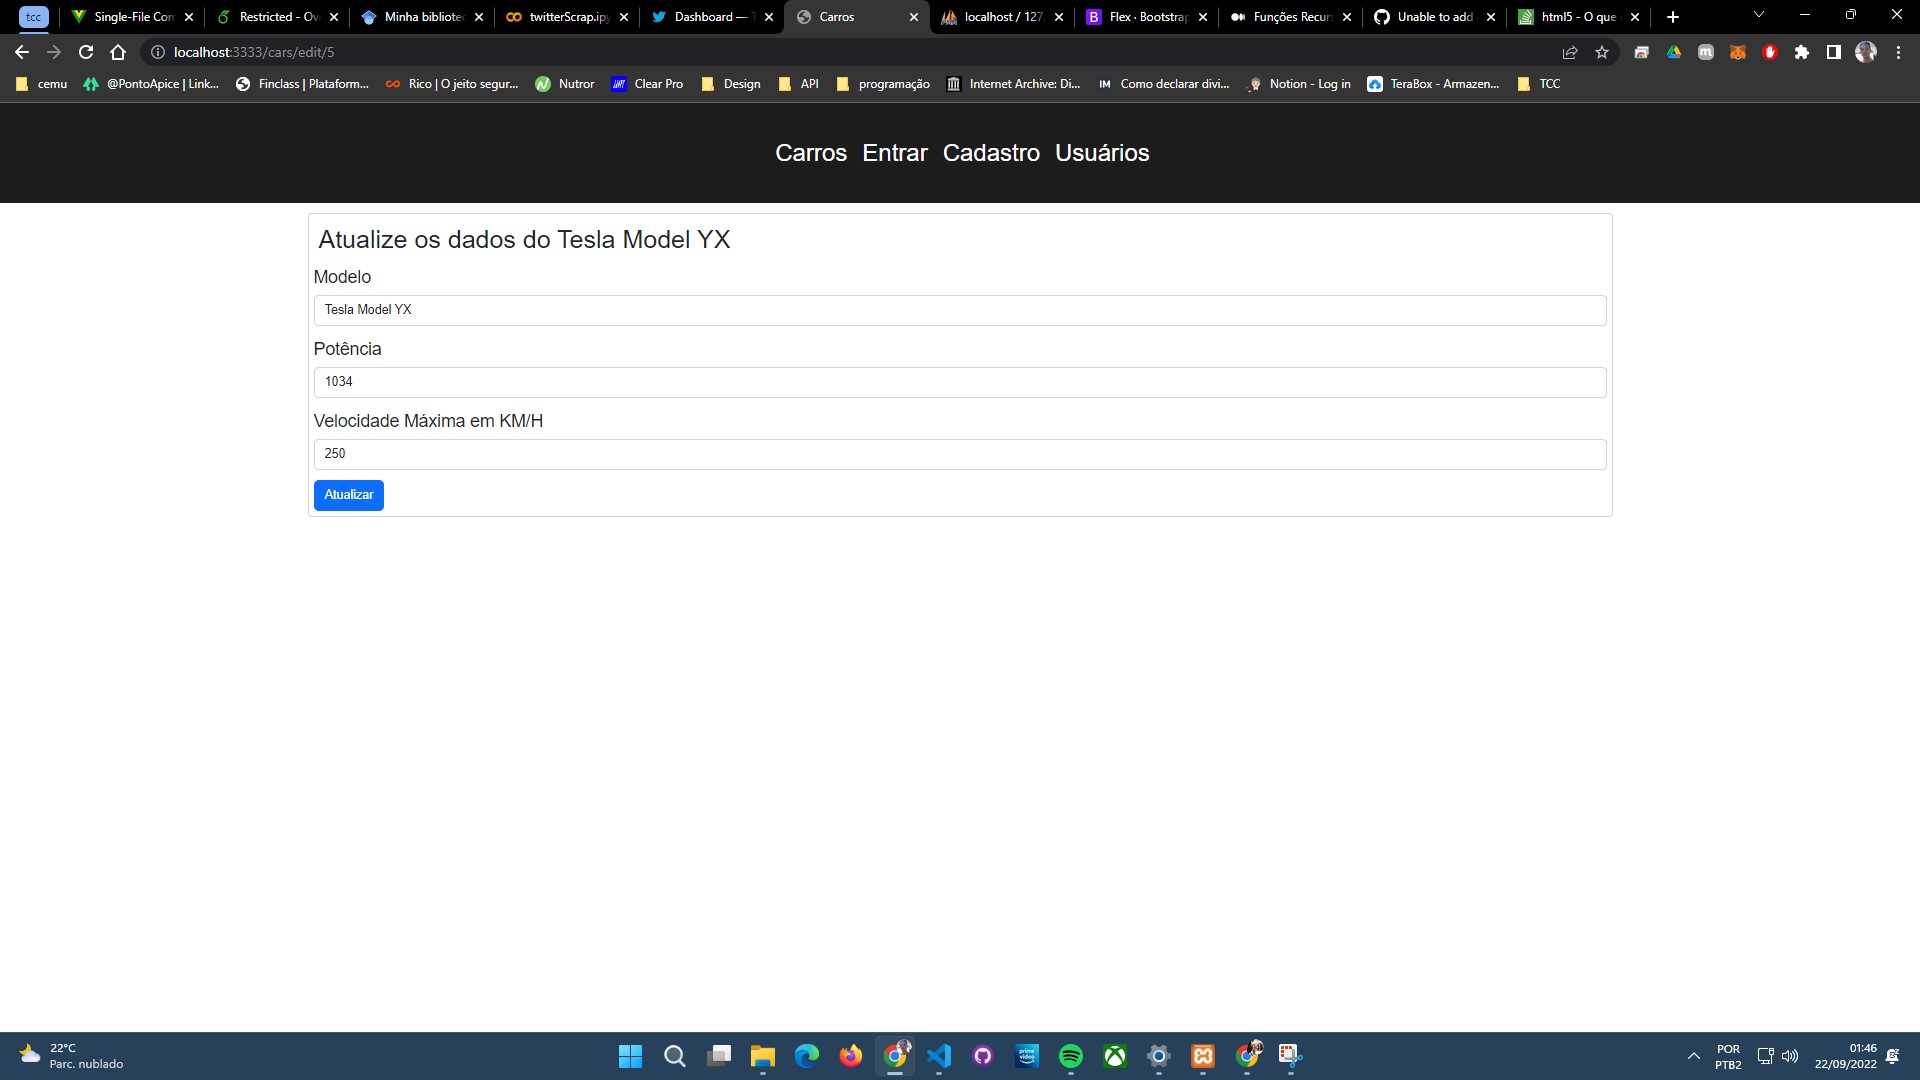 tcc
Single-File Com
Restricted - Ov
Minha bibliotec
twitterScrap.ipy
Dashboard — T
Carros
localhost / 127.
Flex · Bootstrap
Funções Recurs
Unable to add
html5 - O que
localhost:3333/cars/edit/5
cemu
@PontoApice | Link...
Finclass | Plataform...
Rico | O jeito segur...
Nutror
Clear Pro
Design
API
programação
Internet Archive: Di...
IM
Como declarar divi...
Notion - Log in
TeraBox - Armazen...
TCC
Carros Entrar Cadastro Usuários
Atualize os dados do Tesla Model YX
Modelo
Tesla Model YX
Potência
1034
Velocidade Máxima em KM/H
250
Atualizar
22°C
Parc. nublado
prime video
POR
PTB2
01:46
22/09/2022